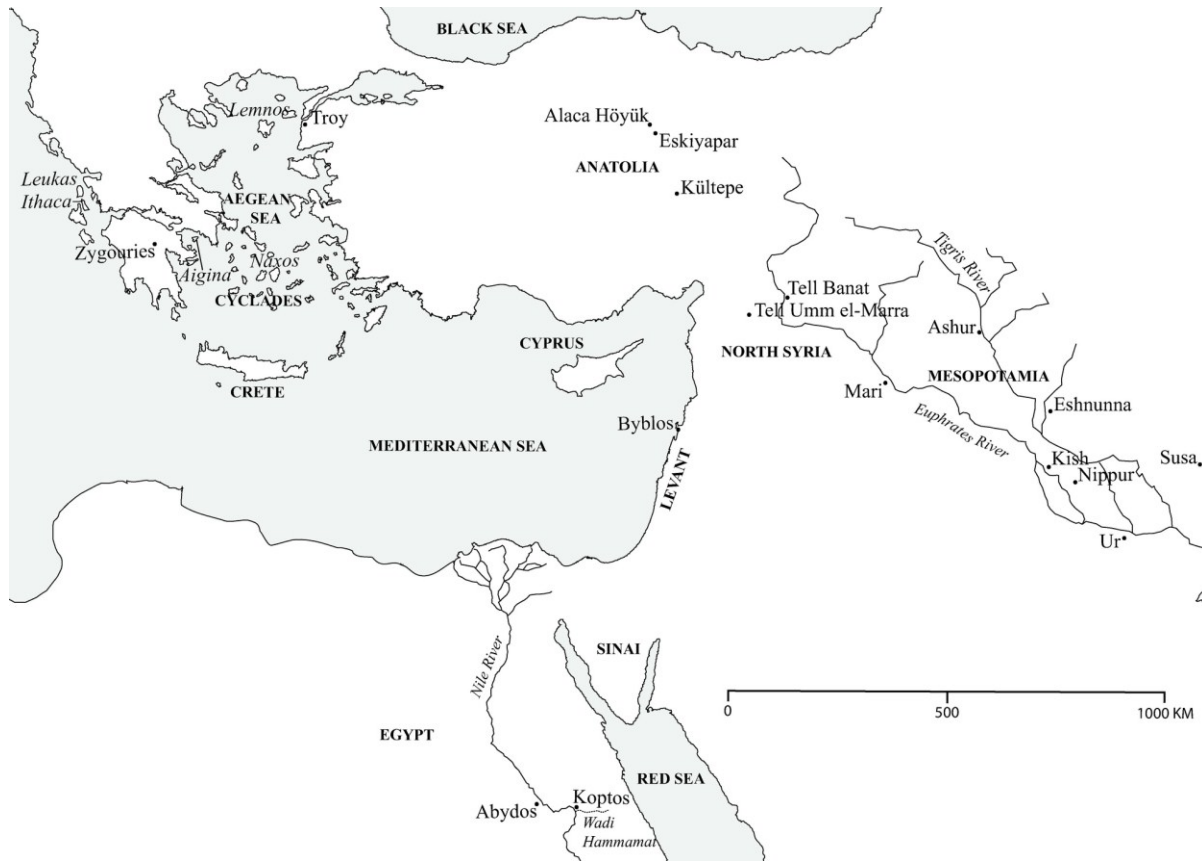 BLACK SEA
Lemnos
Troy
Alaca Höyük
Eskiyapar
ANATOLIA
Kültepe
Leukas
Ithaca
AEGEAN
SEA
Zygouries
Aigina
Naxos
CYCLADES
Tigris River
Tell Banat
Tell Umm el-Marra
Ashur
CYPRUS
NORTH SYRIA
MESOPOTAMIA
CRETE
Mari
Eshnunna
Byblos
Euphrates River
MEDITERRANEAN SEA
LEVANT
Kish
Susa
Nippur
Ur
Nile River
SINAI
0
500
1000 KM
EGYPT
RED SEA
Abydos
Koptos
Wadi
Hammamat